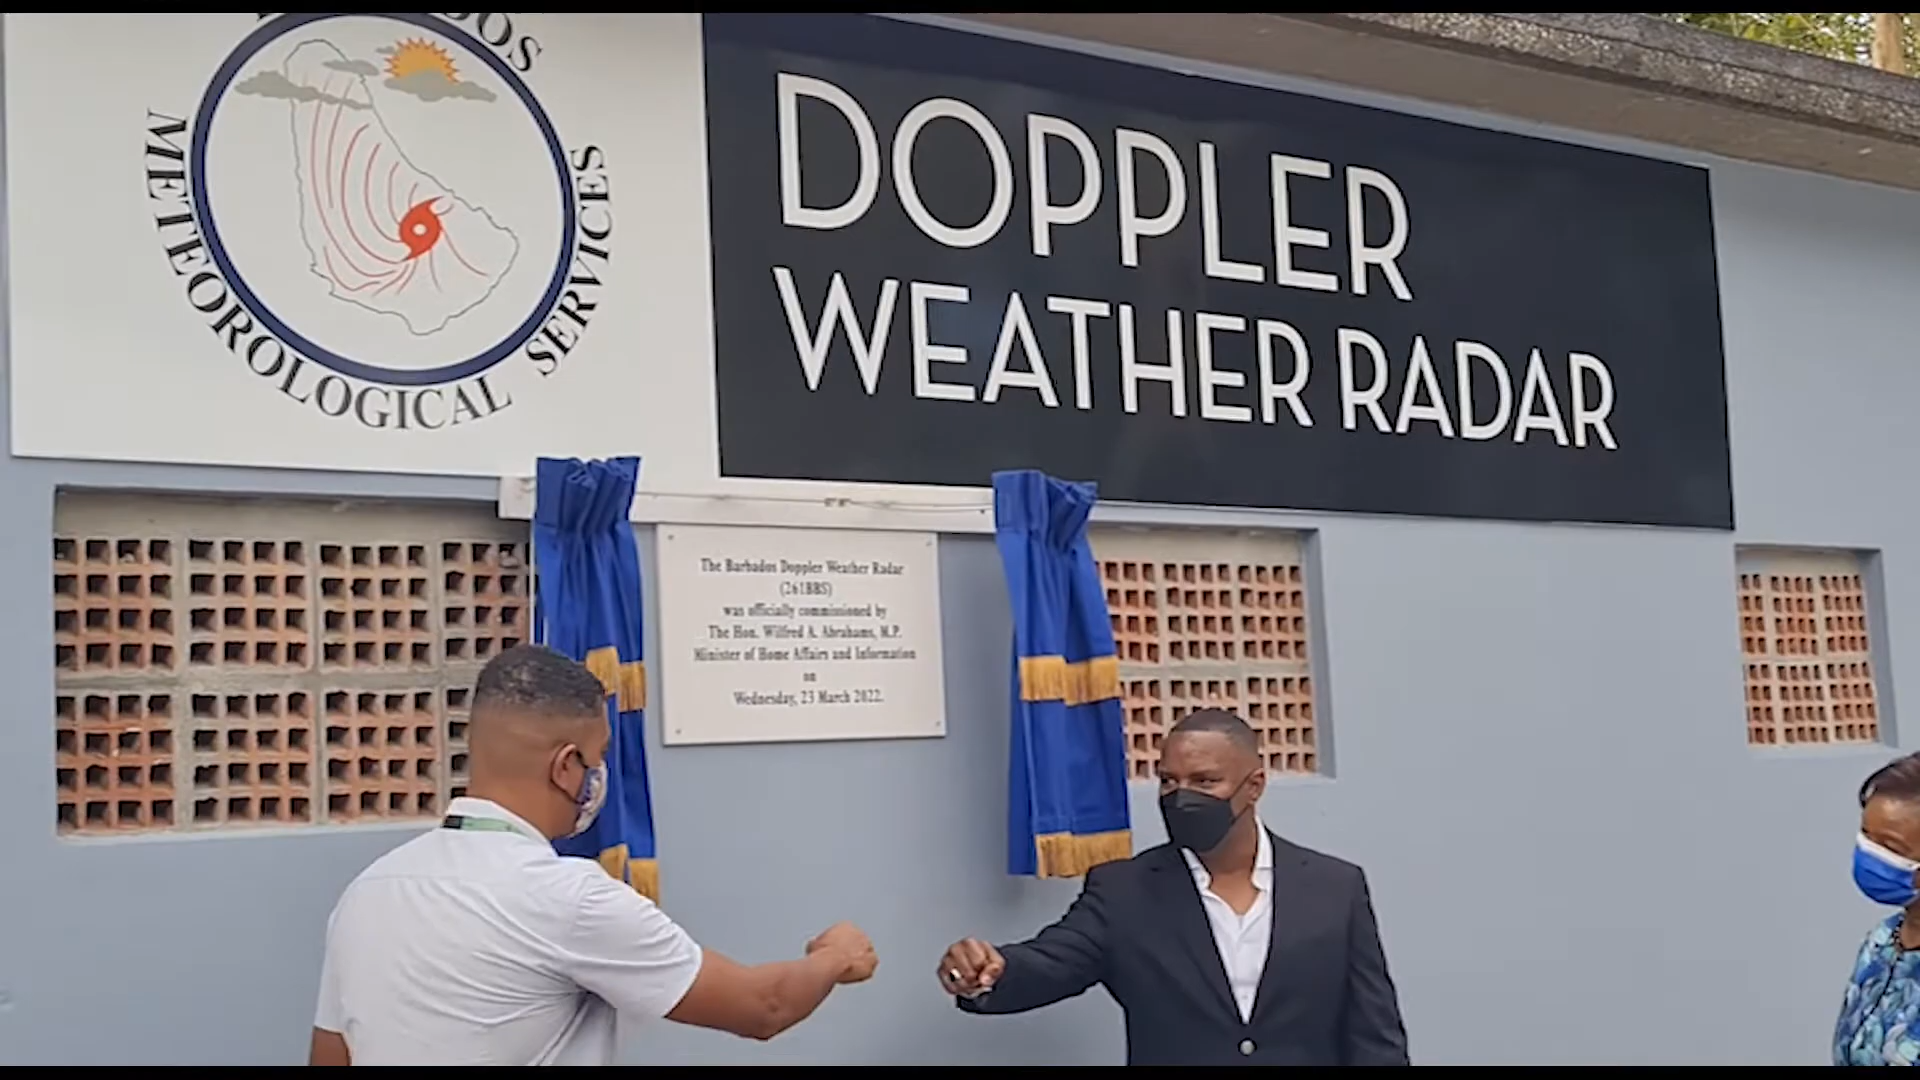 METEOROLOGICAL SERVICES
DOPPLER
WEATHER RADAR
The Barbados Doppler Weather Radar
(261BBS)
was officially commissioned by
The Hon. Wilfred A. Abrahams, M.P.
Minister of Home Affairs and Information
on
Wednesday, 23 March 2022.